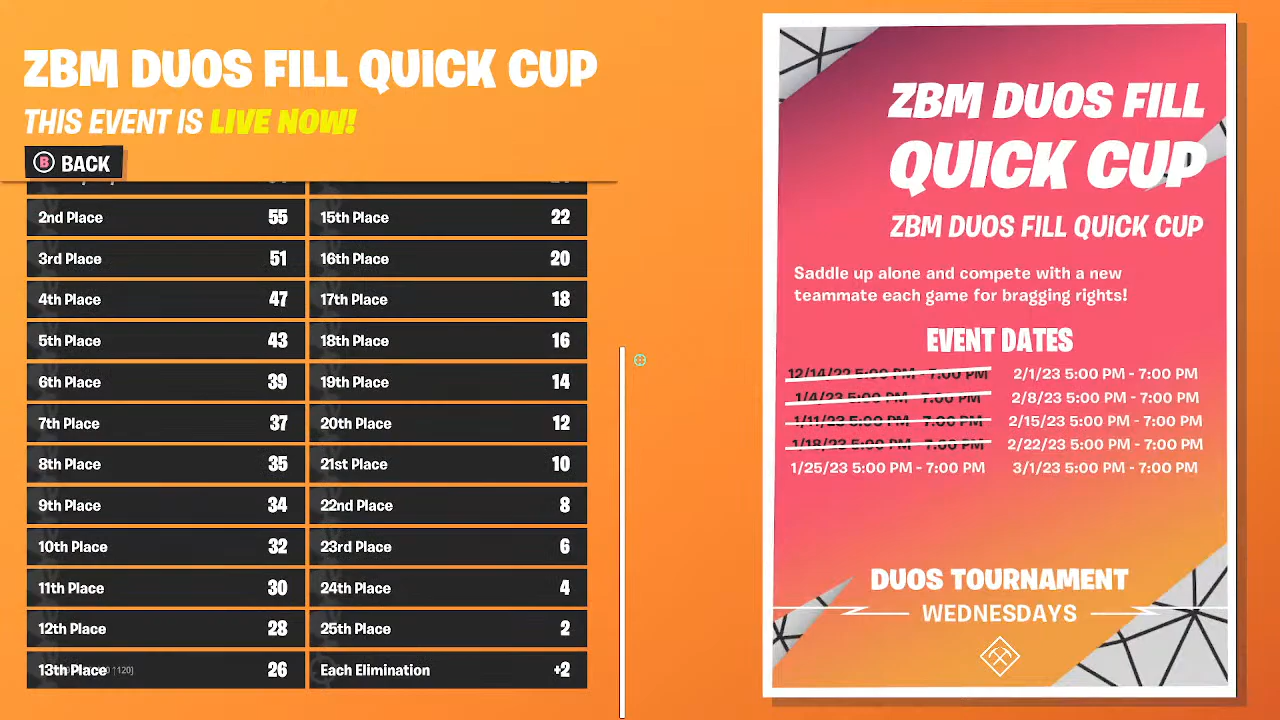 ZBM DUOS FILL QUICK CUP
THIS EVENT IS LIVE NOW!
B BACK
2nd Place 55
3rd Place 51
4th Place 47
5th Place 43
6th Place 39
7th Place 37
8th Place 35
9th Place 34
10th Place 32
11th Place 30
12th Place 28
13th Place 26
15th Place 22
16th Place 20
17th Place 18
18th Place 16
19th Place 14
20th Place 12
21st Place 10
22nd Place 8
23rd Place 6
24th Place 4
25th Place 2
Each Elimination +2
ZBM DUOS FILL
QUICK CUP
ZBM DUOS FILL QUICK CUP
Saddle up alone and compete with a new
teammate each game for bragging rights!
EVENT DATES
12/14/22 5:00 PM - 7:00 PM
1/4/23 5:00 PM - 7:00 PM
1/11/23 5:00 PM - 7:00 PM
1/18/23 5:00 PM - 7:00 PM
1/25/23 5:00 PM - 7:00 PM
2/1/23 5:00 PM - 7:00 PM
2/8/23 5:00 PM - 7:00 PM
2/15/23 5:00 PM - 7:00 PM
2/22/23 5:00 PM - 7:00 PM
3/1/23 5:00 PM - 7:00 PM
DUOS TOURNAMENT
WEDNESDAYS